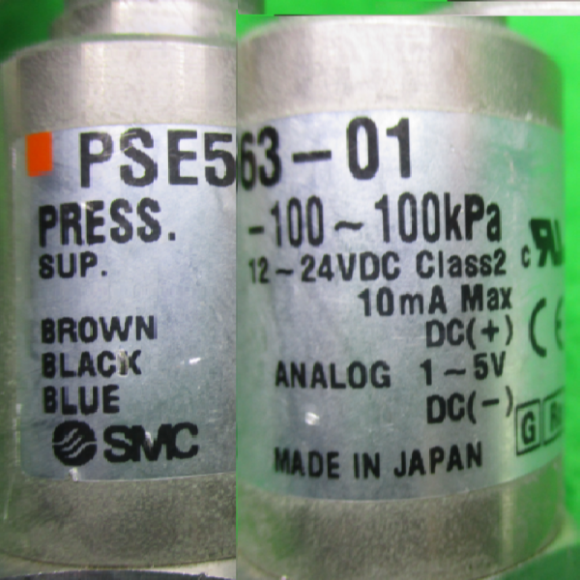 PSE563-01
PRESS. -100~100kPa
SUP. 12~24VDC Class2
10mA Max
BROWN DC(+)
BLACK ANALOG 1~5V
BLUE DC(-)
SMC MADE IN JAPAN